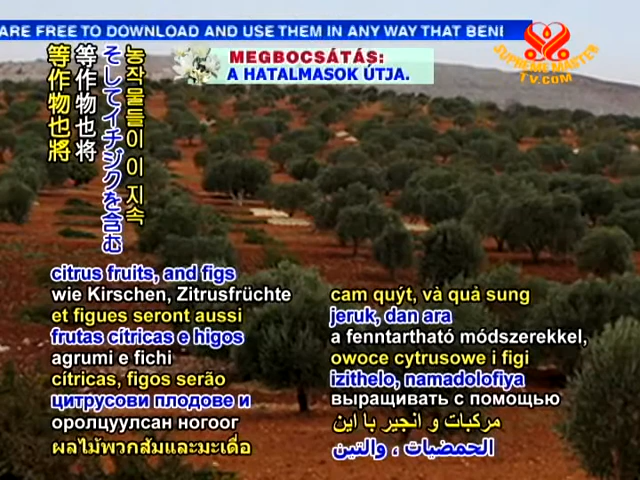 ARE FREE TO DOWNLOAD AND USE THEM IN ANY WAY THAT BENE
SUPREME MASTER
TV.COM
MEGBOCSÁTÁS:
A HATALMASOK ÚTJA.
等作物也將
等作物也将
そしてイチジクを含む
농작물들이 이 지속
citrus fruits, and figs
wie Kirschen, Zitrusfrüchte
et figues seront aussi
frutas cítricas e higos
agrumi e fichi
cítricas, figos serão
цитрусови плодове и
оролцуулсан ногоог
ผลไม้พวกส้มและมะเดื่อ
cam quýt, và quả sung
jeruk, dan ara
a fenntartható módszerekkel,
owoce cytrusowe i figi
izithelo, namadolofiya
выращивать с помощью
مرکبات و انجیر با این
الحمضيات ، والتين